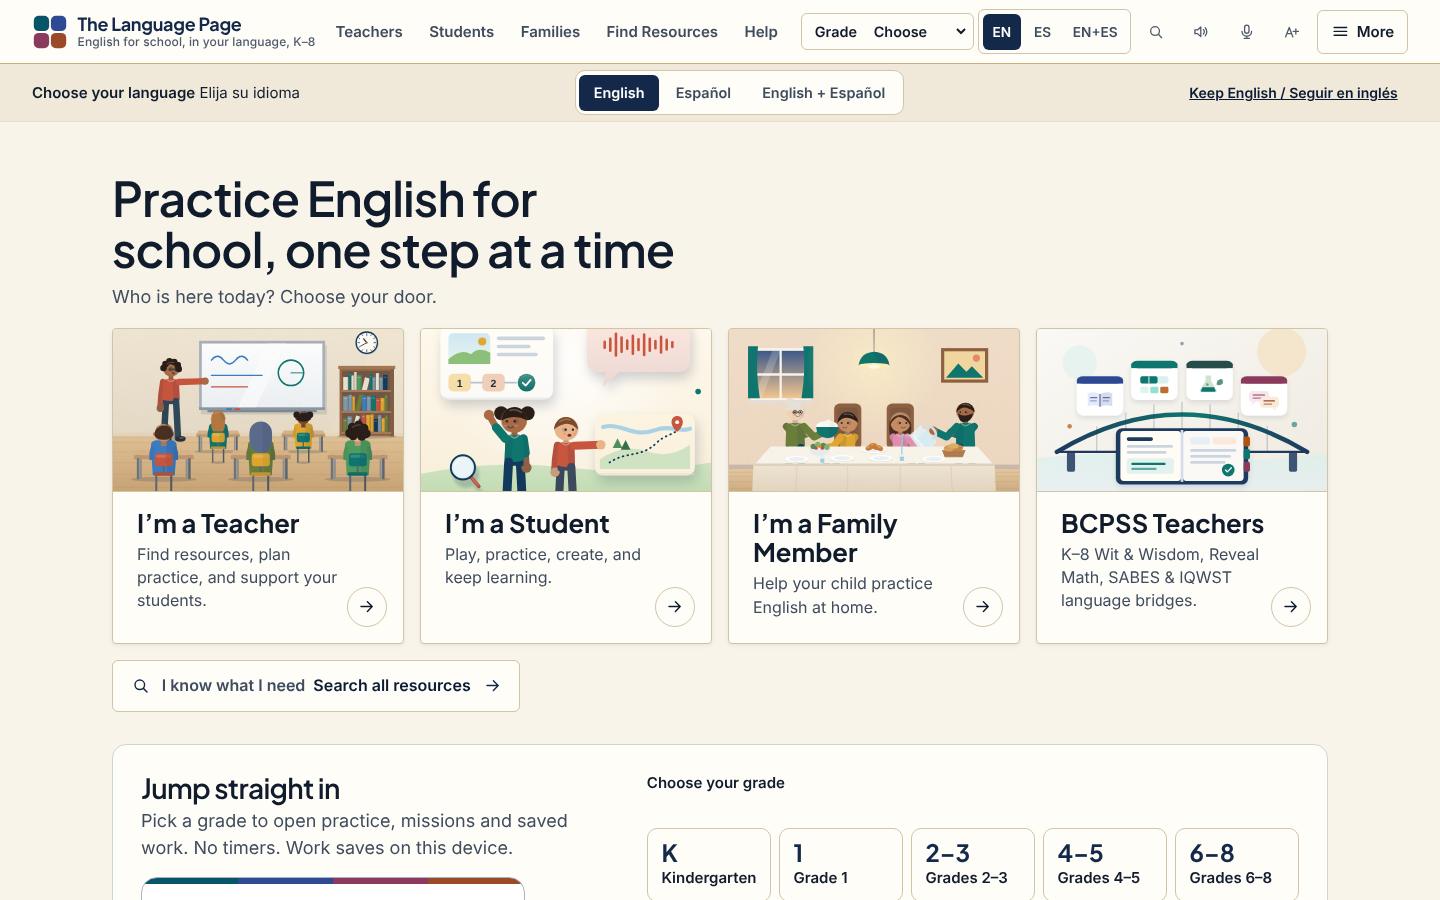 The Language Page
English for school, in your language, K–8
Teachers
Students
Families
Find Resources
Help
Grade Choose
EN
ES
EN+ES
A+
More
Choose your language Elija su idioma
English
Español
English + Español
Keep English / Seguir en inglés
Practice English for
school, one step at a time
Who is here today? Choose your door.
1 2
I'm a Teacher
Find resources, plan
practice, and support your
students.
I'm a Student
Play, practice, create, and
keep learning.
I'm a Family
Member
Help your child practice
English at home.
BCPSS Teachers
K–8 Wit & Wisdom, Reveal
Math, SABES & IQWST
language bridges.
I know what I need Search all resources
Jump straight in
Pick a grade to open practice, missions and saved
work. No timers. Work saves on this device.
Choose your grade
K
Kindergarten
1
Grade 1
2–3
Grades 2–3
4–5
Grades 4–5
6–8
Grades 6–8